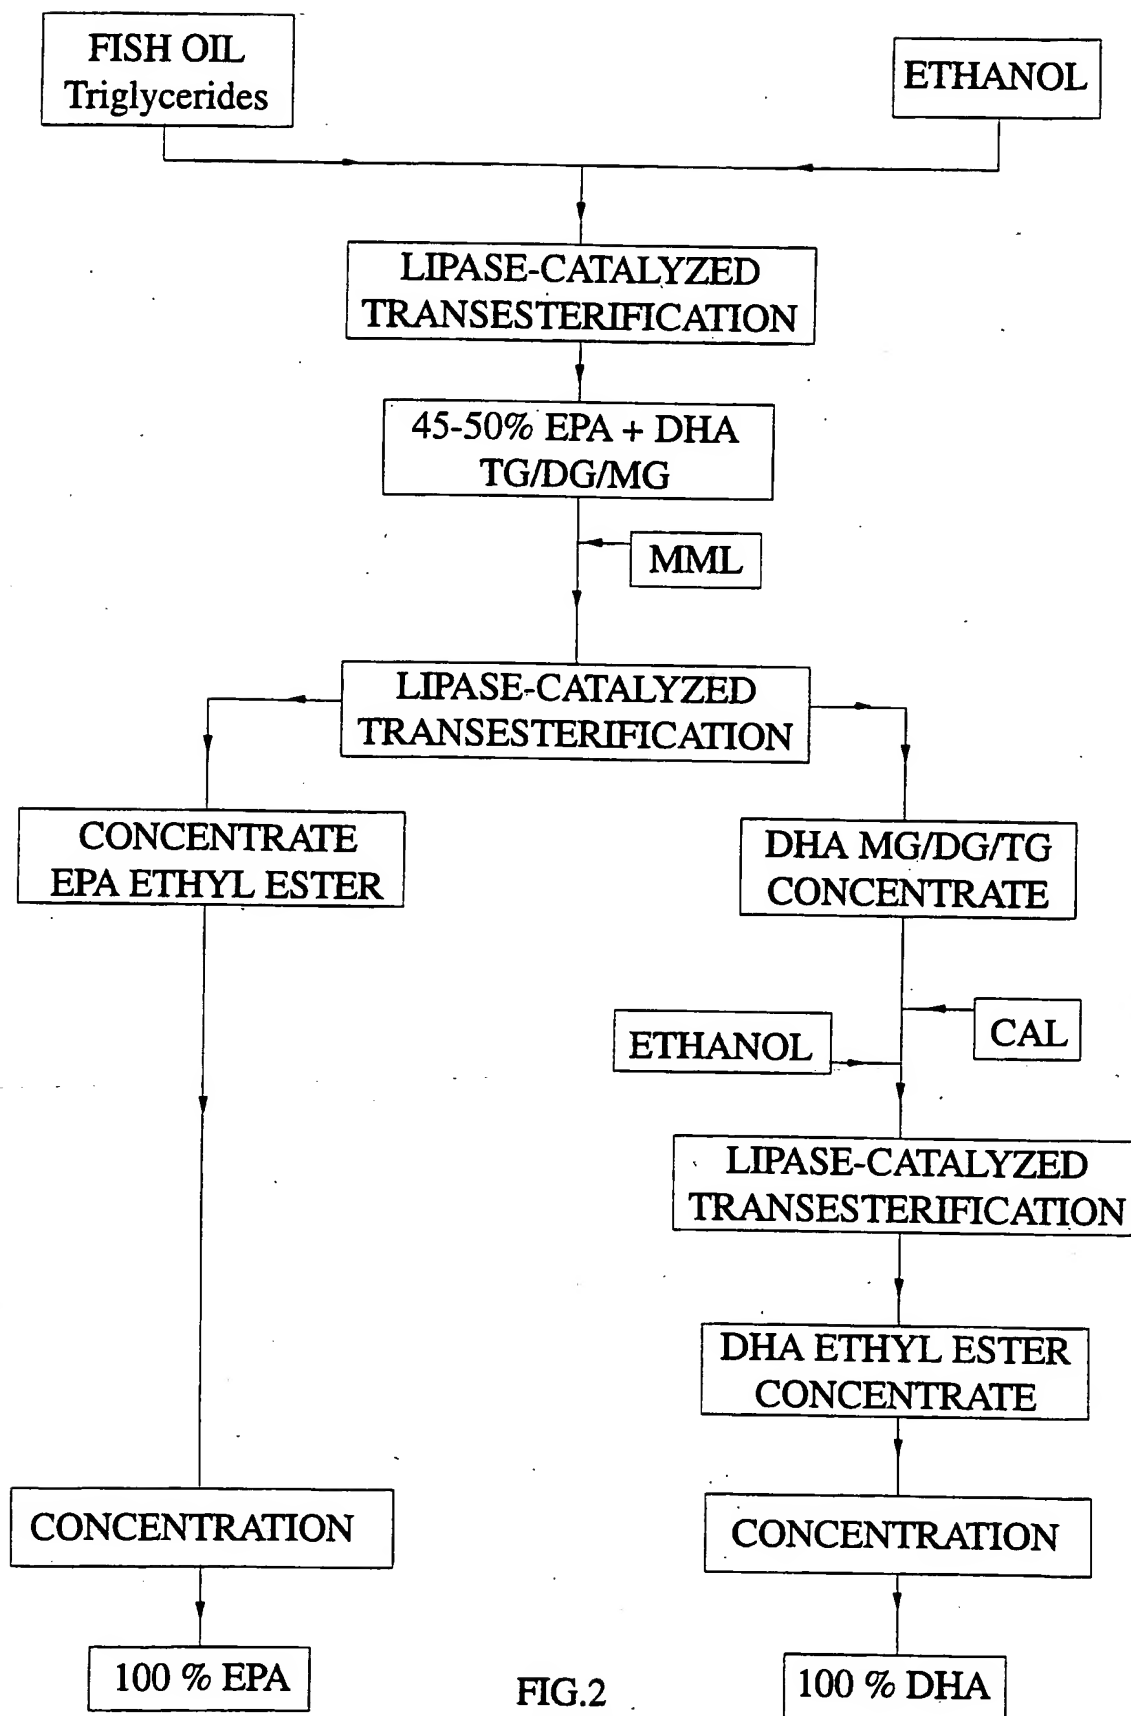 FISH OIL
Triglycerides
ETHANOL
LIPASE-CATALYZED
TRANSESTERIFICATION
45-50% EPA + DHA
TG/DG/MG
MML
LIPASE-CATALYZED
TRANSESTERIFICATION
CONCENTRATE
EPA ETHYL ESTER
DHA MG/DG/TG
CONCENTRATE
CAL
ETHANOL
LIPASE-CATALYZED
TRANSESTERIFICATION
DHA ETHYL ESTER
CONCENTRATE
CONCENTRATION
CONCENTRATION
100 % EPA
100 % DHA
FIG.2